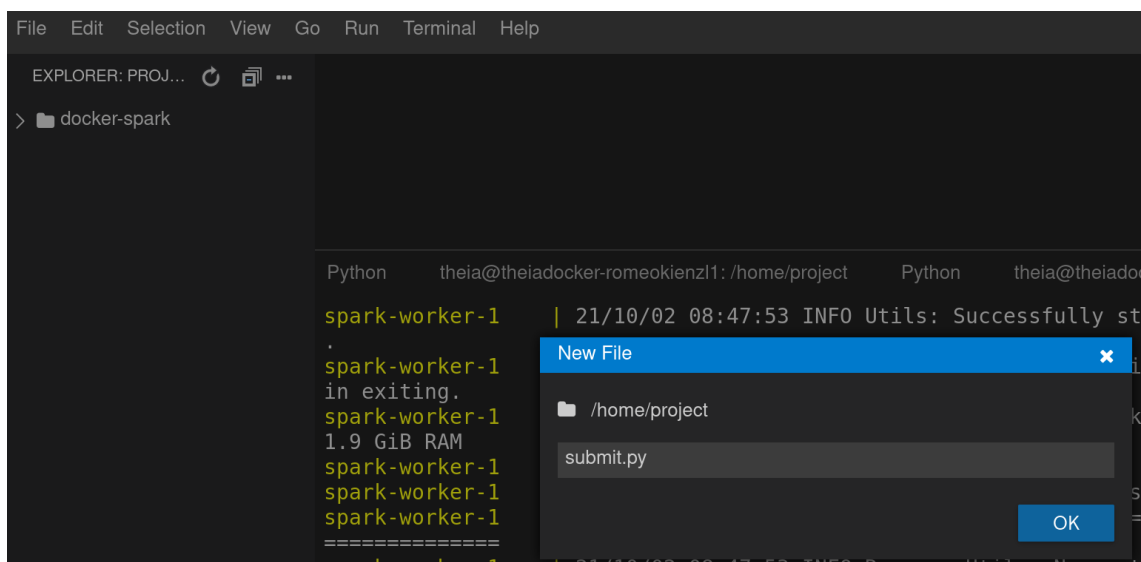 File Edit Selection View Go Run Terminal Help
EXPLORER: PROJ...
docker-spark
Python theia@theiadocker-romeokienzl1: /home/project Python theia@theiadoc
spark-worker-1 | 21/10/02 08:47:53 INFO Utils: Successfully st
.
spark-worker-1
in exiting.
spark-worker-1
1.9 GiB RAM
spark-worker-1
spark-worker-1
spark-worker-1
==============
New File
/home/project
submit.py
OK